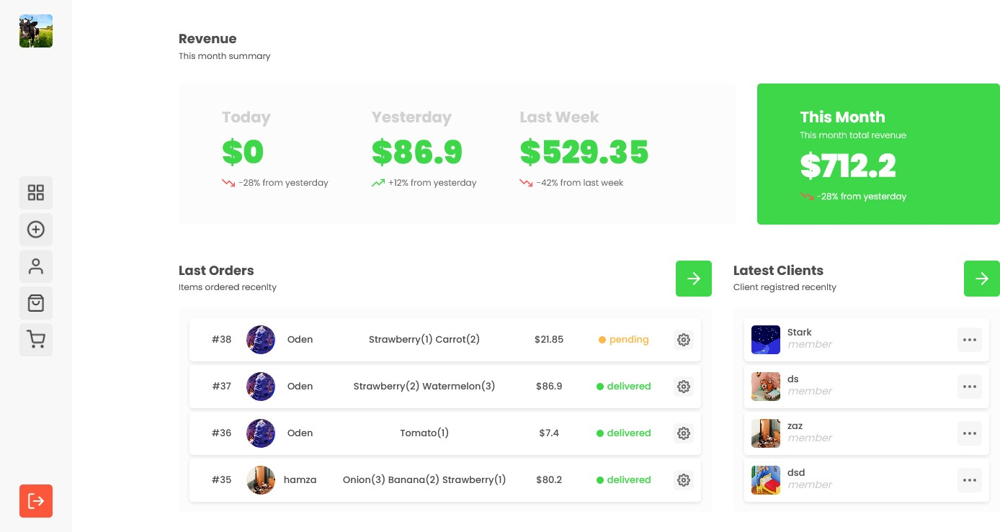 Revenue
This month summary
Today
$0
-28% from yesterday
Yesterday
$86.9
+12% from yesterday
Last Week
$529.35
-42% from last week
This Month
This month total revenue
$712.2
-28% from yesterday
Last Orders
Items ordered recenlty
#38 Oden Strawberry(1) Carrot(2) $21.85 pending
#37 Oden Strawberry(2) Watermelon(3) $86.9 delivered
#36 Oden Tomato(1) $7.4 delivered
#35 hamza Onion(3) Banana(2) Strawberry(1) $80.2 delivered
Latest Clients
Client registred recenlty
Stark
member
ds
member
zaz
member
dsd
member